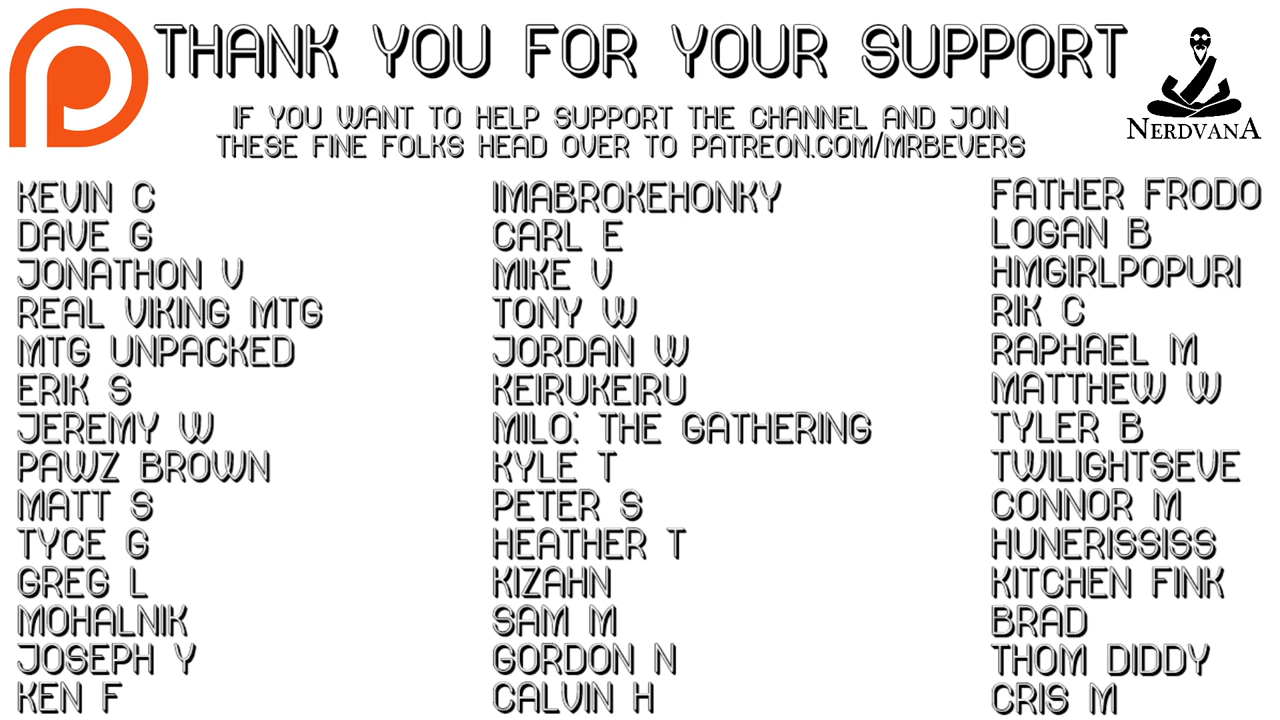 THANK YOU FOR YOUR SUPPORT
IF YOU WANT TO HELP SUPPORT THE CHANNEL AND JOIN
THESE FINE FOLKS HEAD OVER TO PATREON.COM/MRBEVERS
NERDVANA
KEVIN C
DAVE G
JONATHON V
REAL VIKING MTG
MTG UNPACKED
ERIK S
JEREMY W
PAWZ BROWN
MATT S
TYCE G
GREG L
MOHALNIK
JOSEPH Y
KEN F
IMABROKEHONKY
CARL E
MIKE V
TONY W
JORDAN W
KEIRUKEIRU
MILO: THE GATHERING
KYLE T
PETER S
HEATHER T
KIZAHN
SAM M
GORDON N
CALVIN H
FATHER FRODO
LOGAN B
HMGIRLPOPURI
RIK C
RAPHAEL M
MATTHEW W
TYLER B
TWILIGHTSEVE
CONNOR M
HUNERISSISS
KITCHEN FINK
BRAD
THOM DIDDY
CRIS M